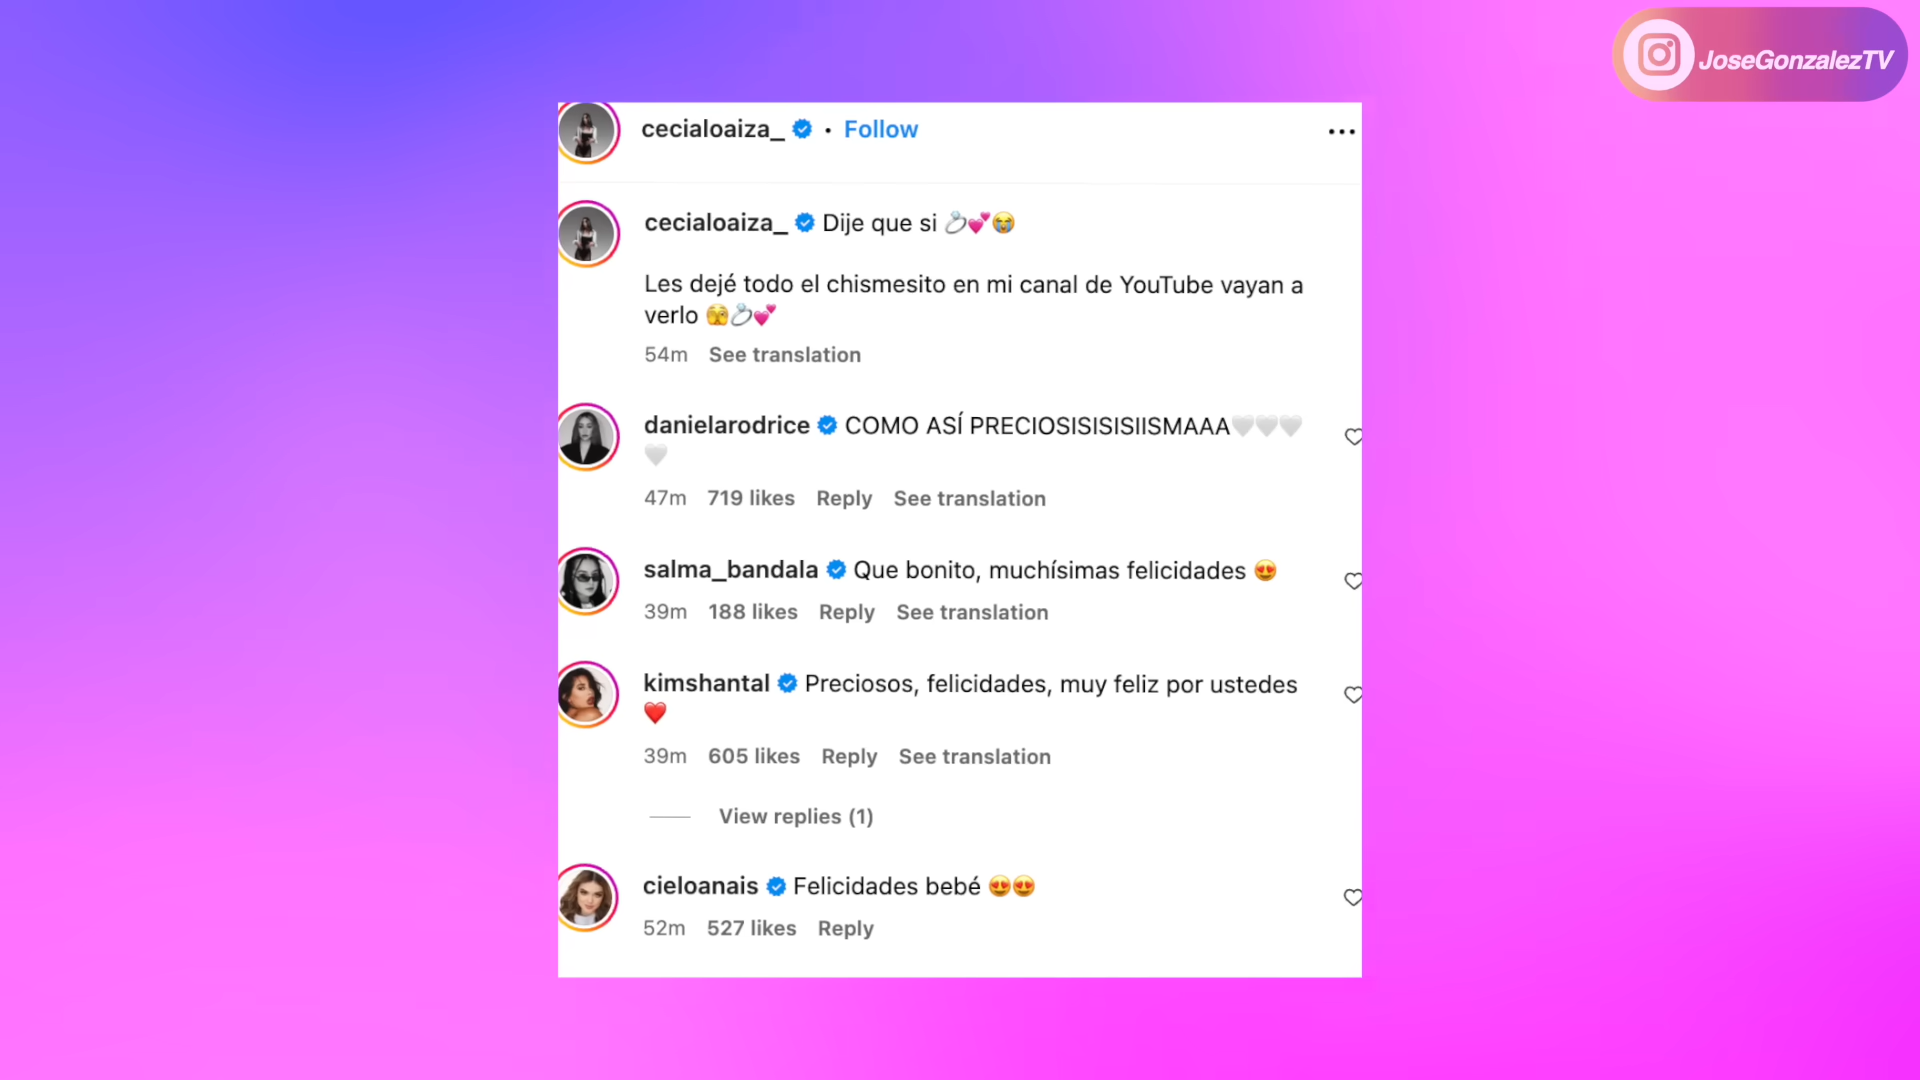 JoseGonzalezTV
cecialoaiza_ • Follow
cecialoaiza_ Dije que si 💍💕😭
Les dejé todo el chismesito en mi canal de YouTube vayan a
verlo 🫣💍💕
54m See translation
danielarodrice COMO ASÍ PRECIOSISISISIISMAAA🤍🤍🤍
🤍
47m 719 likes Reply See translation
salma_bandala Que bonito, muchísimas felicidades 😍
39m 188 likes Reply See translation
kimshantal Preciosos, felicidades, muy feliz por ustedes
❤️
39m 605 likes Reply See translation
View replies (1)
cieloanais Felicidades bebé 😍😍
52m 527 likes Reply